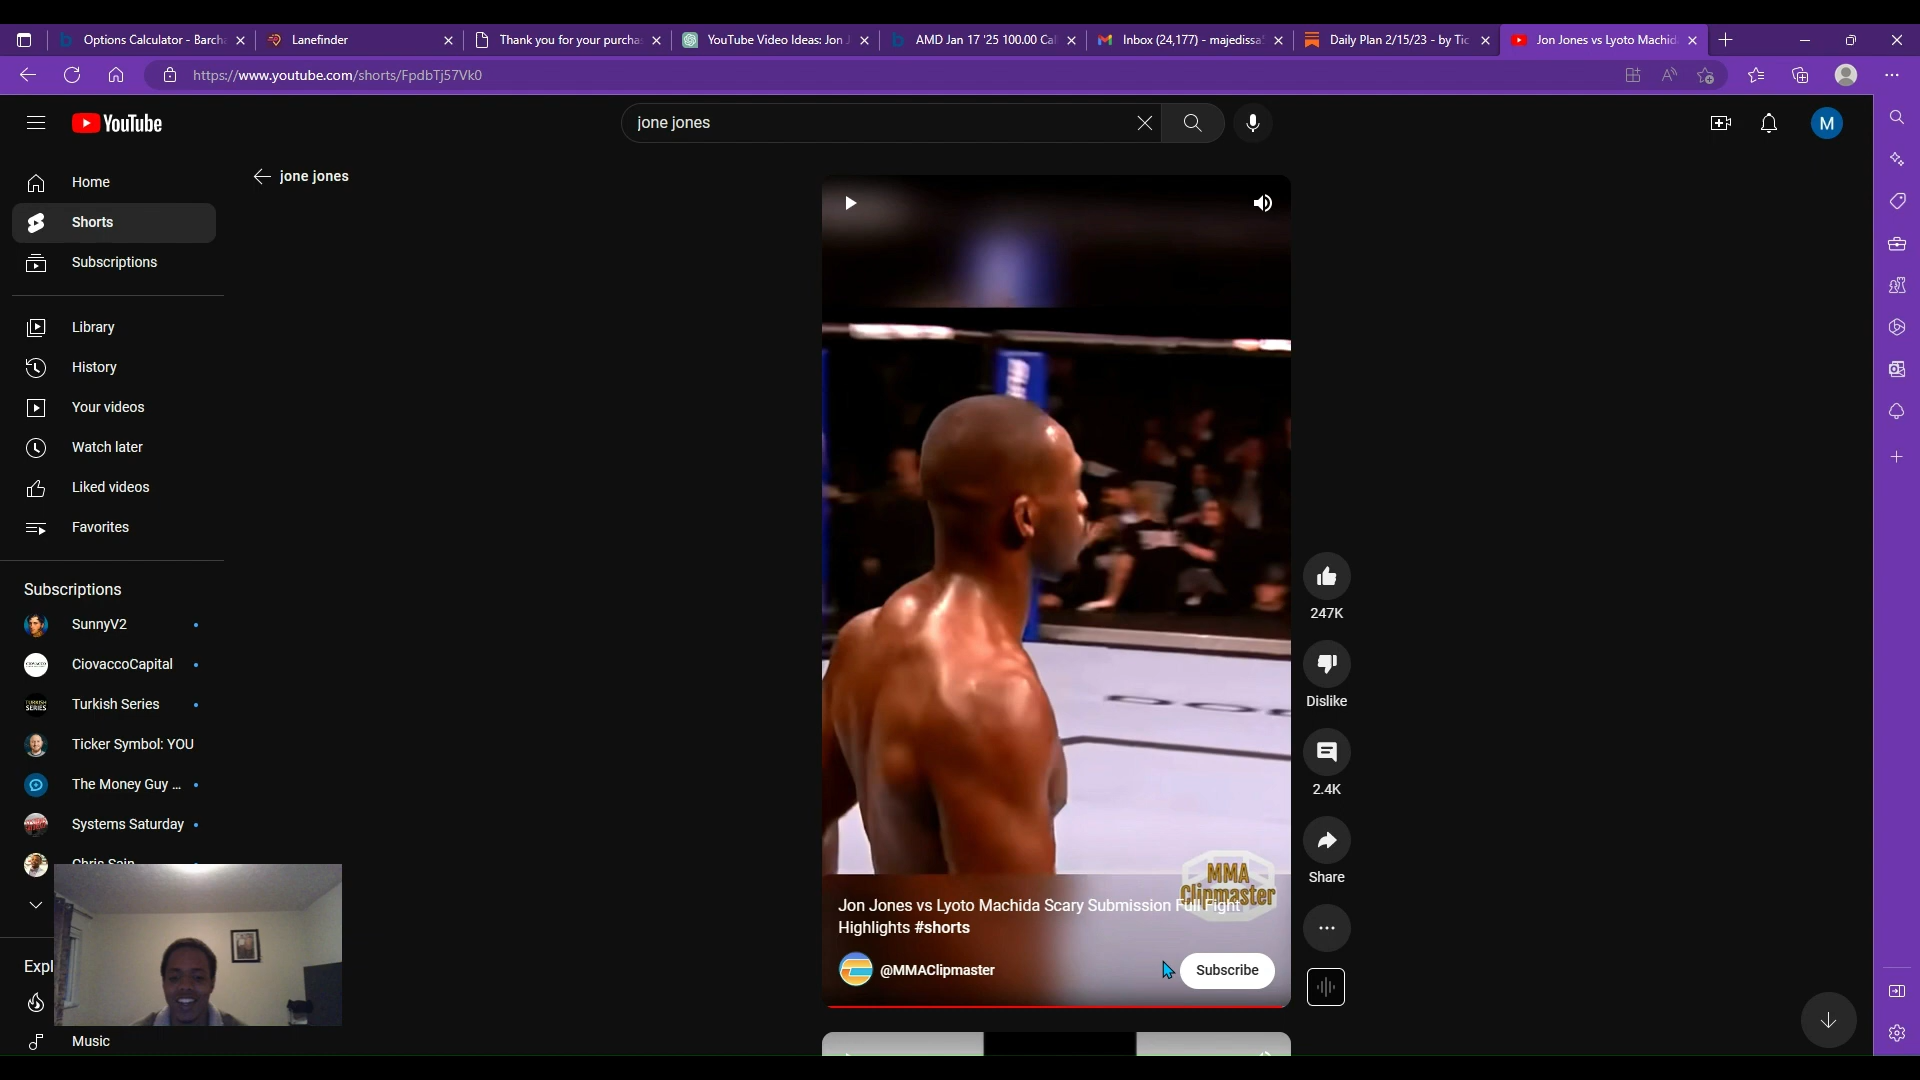 Options Calculator - Barch
Lanefinder
Thank you for your purcha
YouTube Video Ideas: Jon J
AMD Jan 17 '25 100.00 Cal
Inbox (24,177) - majedissa
Daily Plan 2/15/23 - by Tic
Jon Jones vs Lyoto Machid
https://www.youtube.com/shorts/FpdbTj57Vk0
YouTube
jone jones
M
Home
Shorts
Subscriptions
Library
History
Your videos
Watch later
Liked videos
Favorites
Subscriptions
SunnyV2
CiovaccoCapital
Turkish Series
Ticker Symbol: YOU
The Money Guy ...
Systems Saturday
Chris Sain
Expl
Music
jone jones
247K
Dislike
2.4K
Share
MMA
Clipmaster
Jon Jones vs Lyoto Machida Scary Submission Full Fight
Highlights #shorts
@MMAClipmaster
Subscribe